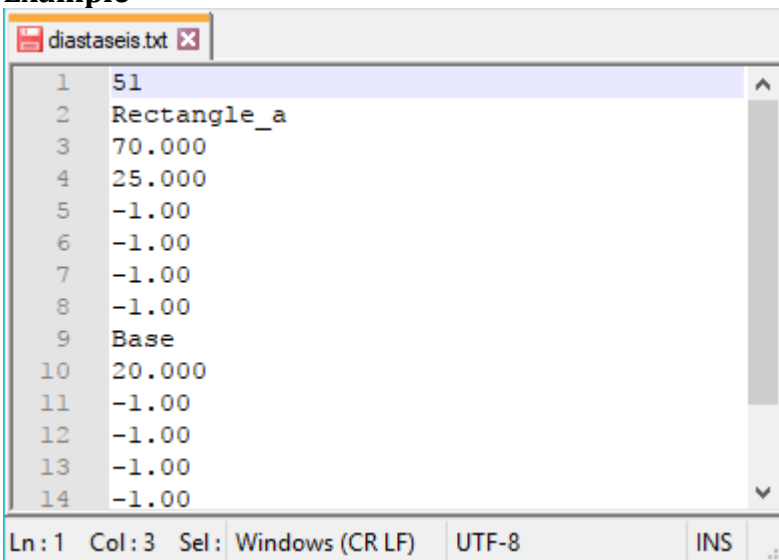 Example
diastaseis.txt
1 51
2 Rectangle_a
3 70.000
4 25.000
5 -1.00
6 -1.00
7 -1.00
8 -1.00
9 Base
10 20.000
11 -1.00
12 -1.00
13 -1.00
14 -1.00
Ln : 1 Col : 3 Sel : Windows (CR LF) UTF-8 INS